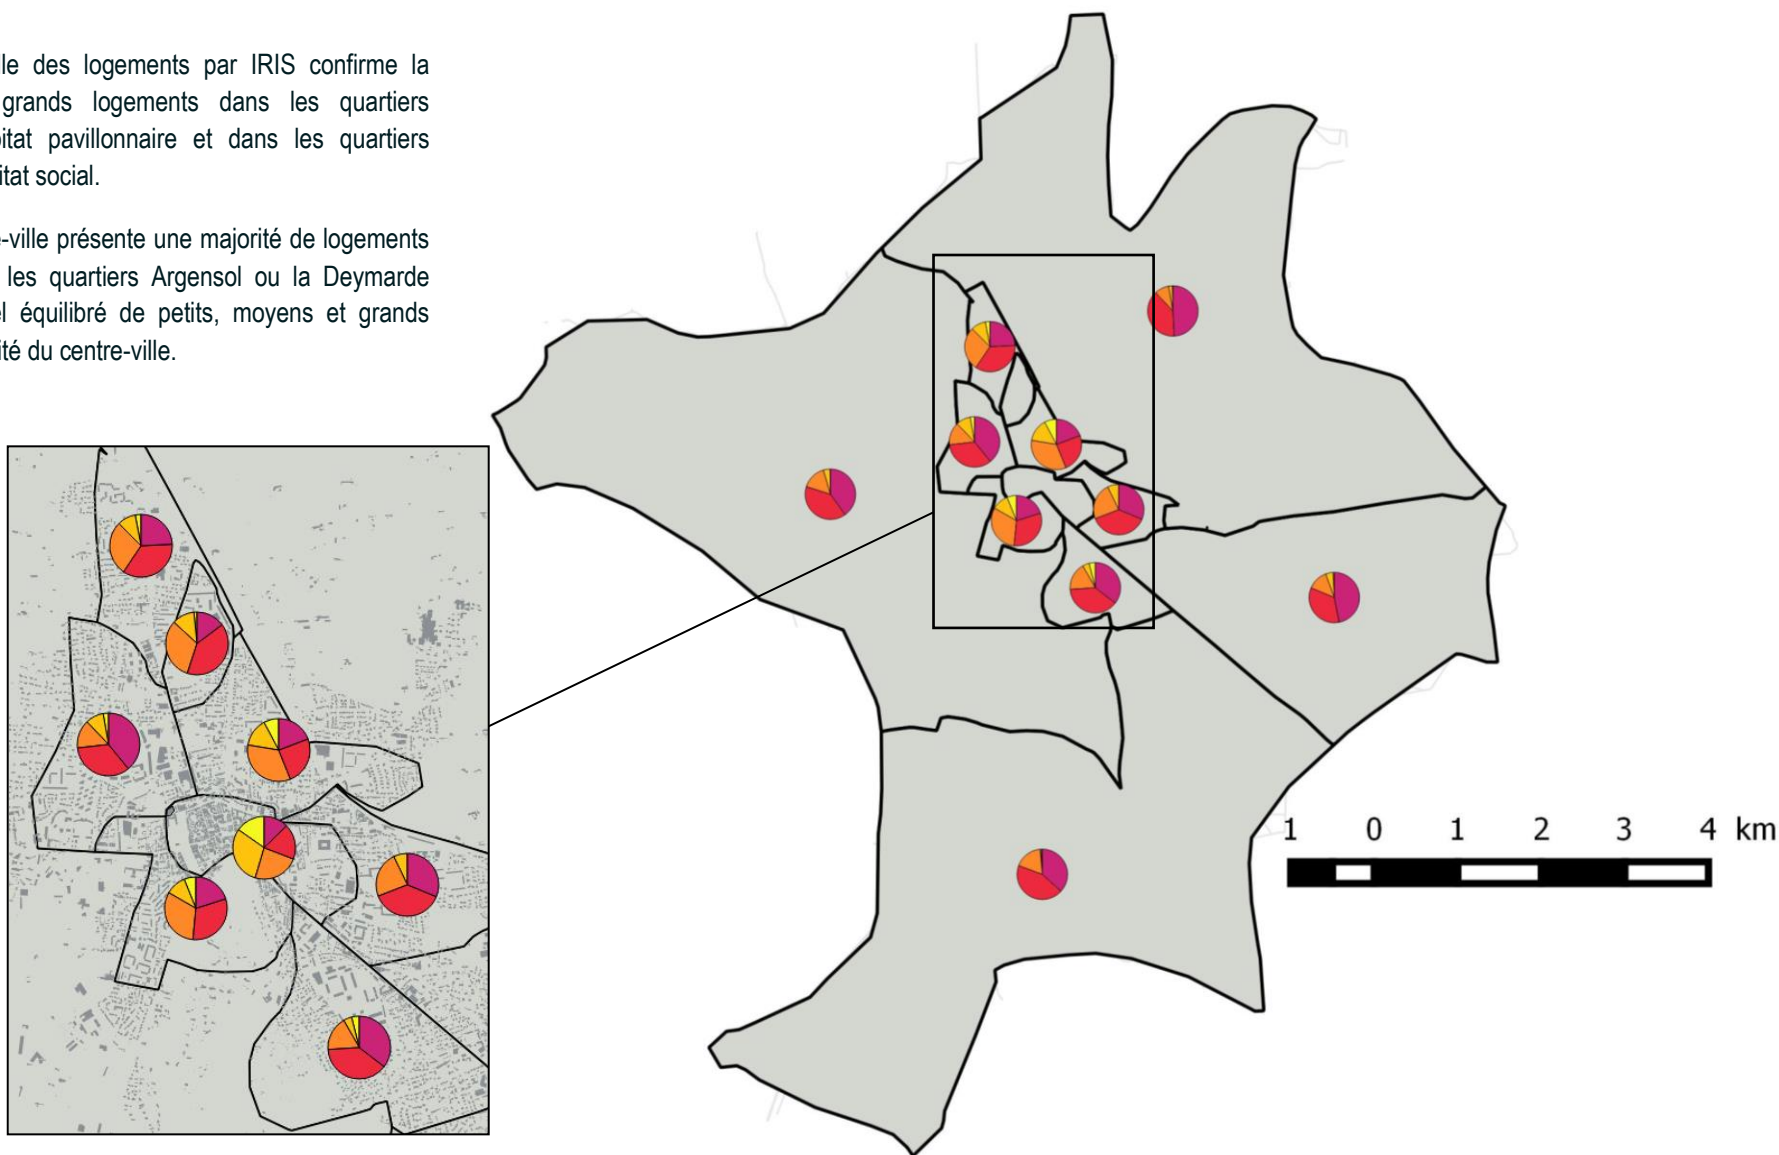 lle des logements par IRIS confirme la
grands logements dans les quartiers
itat pavillonnaire et dans les quartiers
itat social.
-ville présente une majorité de logements
les quartiers Argensol ou la Deymarde
l équilibré de petits, moyens et grands
ité du centre-ville.
1 0 1 2 3 4 km